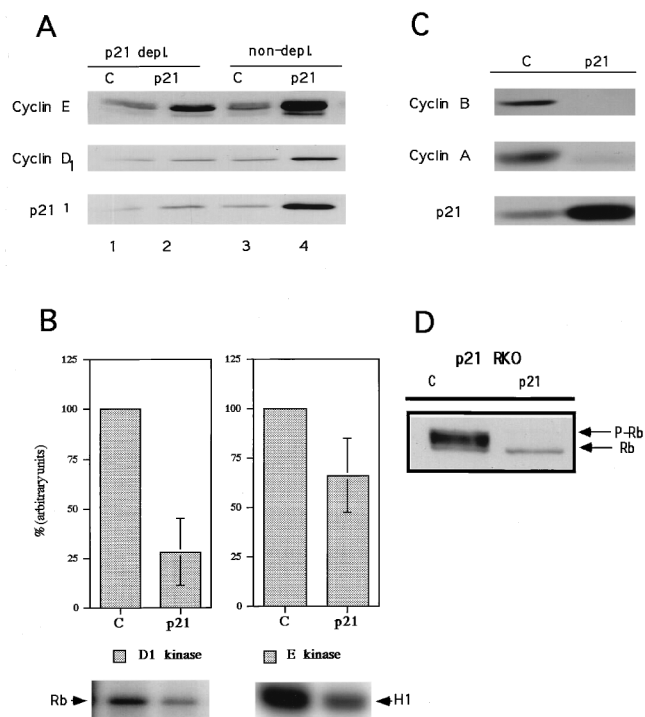 A
p21 depl.
non-depl.
C p21 C p21
Cyclin E
Cyclin D1
p21 1
1 2 3 4
C
C p21
Cyclin B
Cyclin A
p21
B
% (arbitrary units)
125
100
75
50
25
0
C p21
D1 kinase
125
100
75
50
25
0
C p21
E kinase
Rb
H1
D
p21 RKO
C p21
P-Rb
Rb